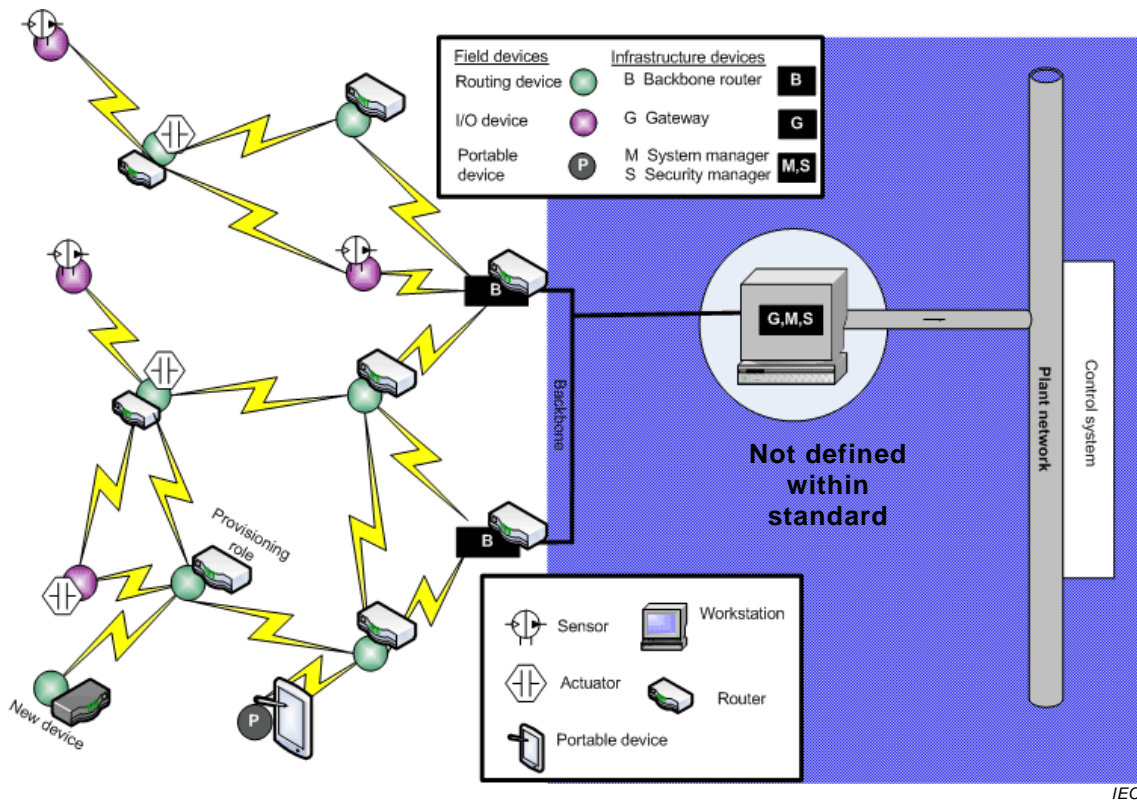 Field devices
Infrastructure devices
Routing device
B Backbone router
B
I/O device
G Gateway
G
Portable
device
P
M System manager
S Security manager
M,S
B
G,M,S
Backbone
Plant network
Control system
Not defined
within
standard
Provisioning
role
B
New device
P
Sensor
Workstation
Actuator
Router
Portable device
IEC